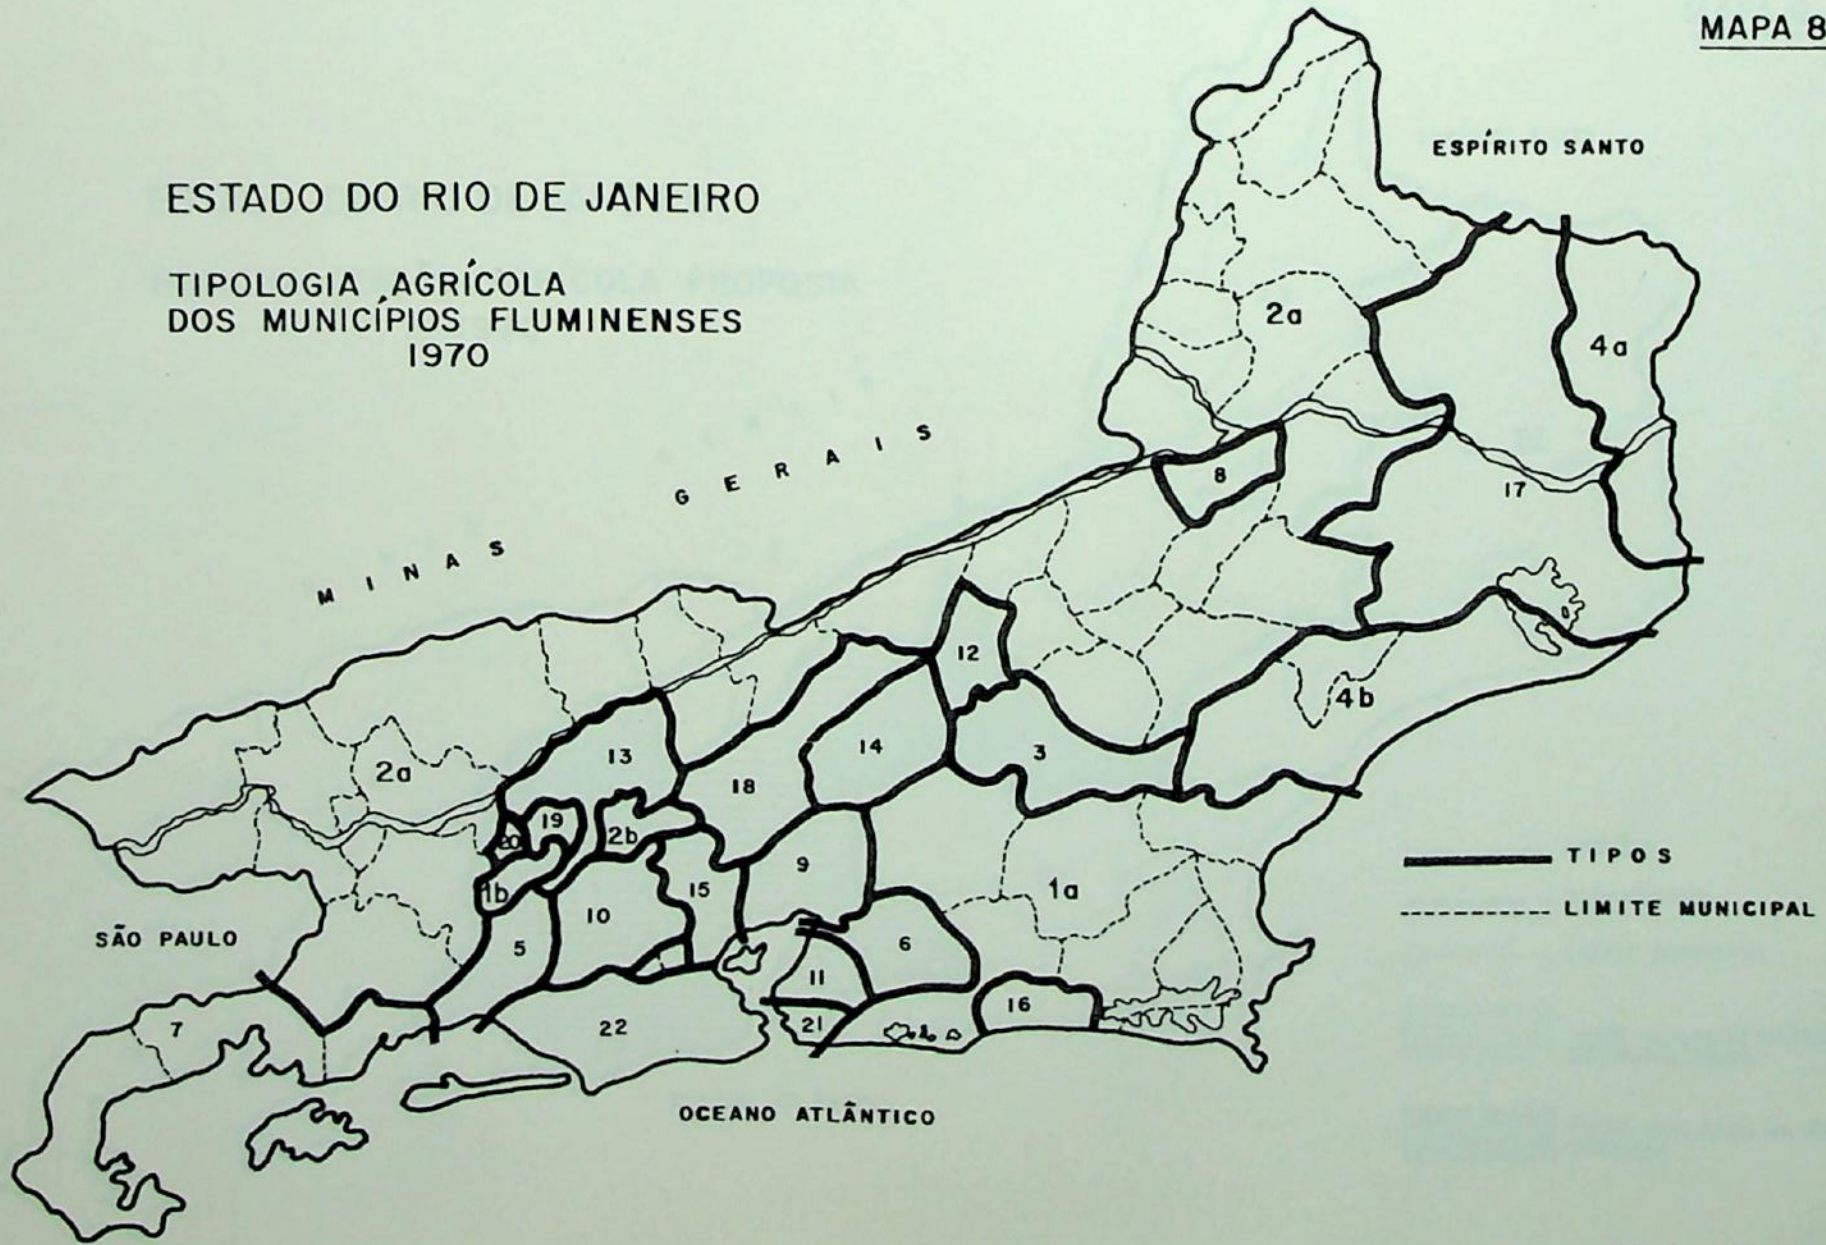 MAPA 8
ESTADO DO RIO DE JANEIRO
TIPOLOGIA AGRÍCOLA
DOS MUNICÍPIOS FLUMINENSES
1970
ESPÍRITO SANTO
MINAS GERAIS
SÃO PAULO
OCEANO ATLÂNTICO
2a
4a
8
17
12
4b
14
3
13
18
2a
19
20
2b
1b
15
9
1a
10
5
6
11
16
7
22
21
TIPOS
LIMITE MUNICIPAL